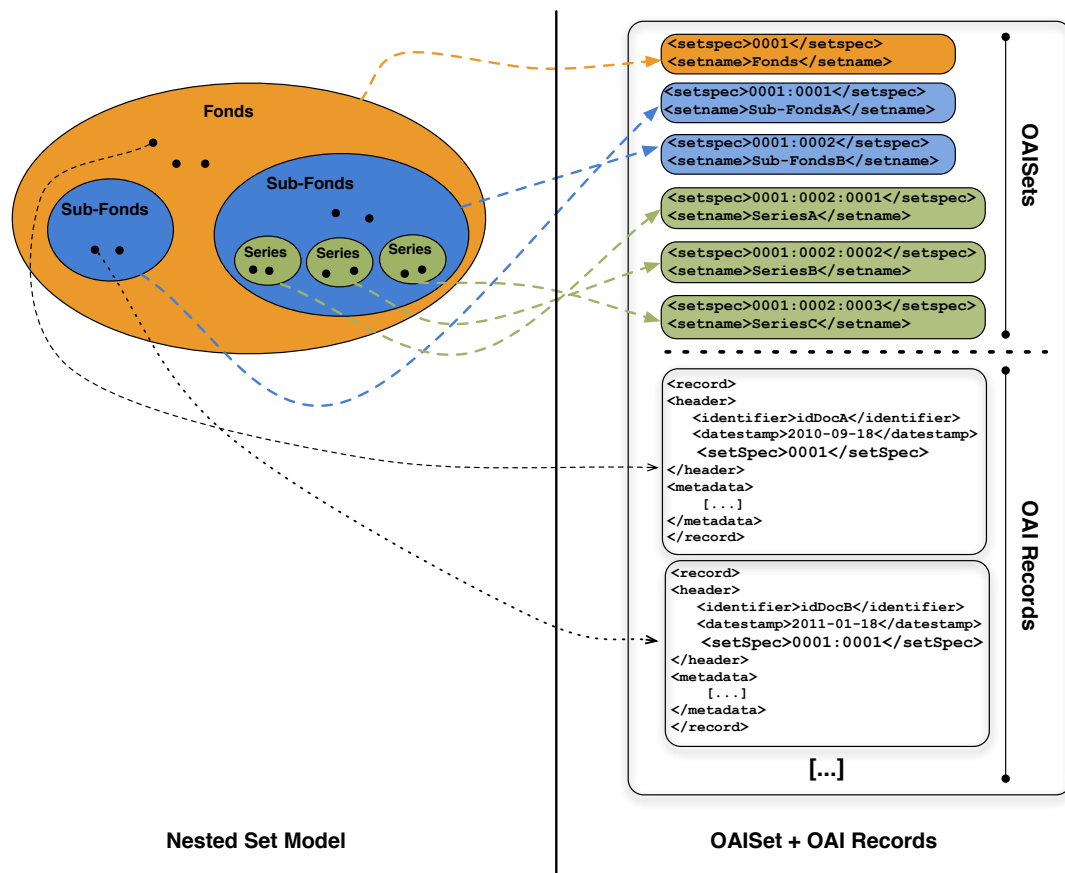 Fonds
Sub-Fonds
Sub-Fonds
Series
Series
Series
Nested Set Model
<setspec>0001</setspec>
<setname>Fonds</setname>
<setspec>0001:0001</setspec>
<setname>Sub-FondsA</setname>
<setspec>0001:0002</setspec>
<setname>Sub-FondsB</setname>
<setspec>0001:0002:0001</setspec>
<setname>SeriesA</setname>
<setspec>0001:0002:0002</setspec>
<setname>SeriesB</setname>
<setspec>0001:0002:0003</setspec>
<setname>SeriesC</setname>
OAISets
<record>
<header>
<identifier>idDocA</identifier>
<datestamp>2010-09-18</datestamp>
<setSpec>0001</setSpec>
</header>
<metadata>
[...]
</metadata>
</record>
<record>
<header>
<identifier>idDocB</identifier>
<datestamp>2011-01-18</datestamp>
<setSpec>0001:0001</setSpec>
</header>
<metadata>
[...]
</metadata>
</record>
[...]
OAI Records
OAISet + OAI Records